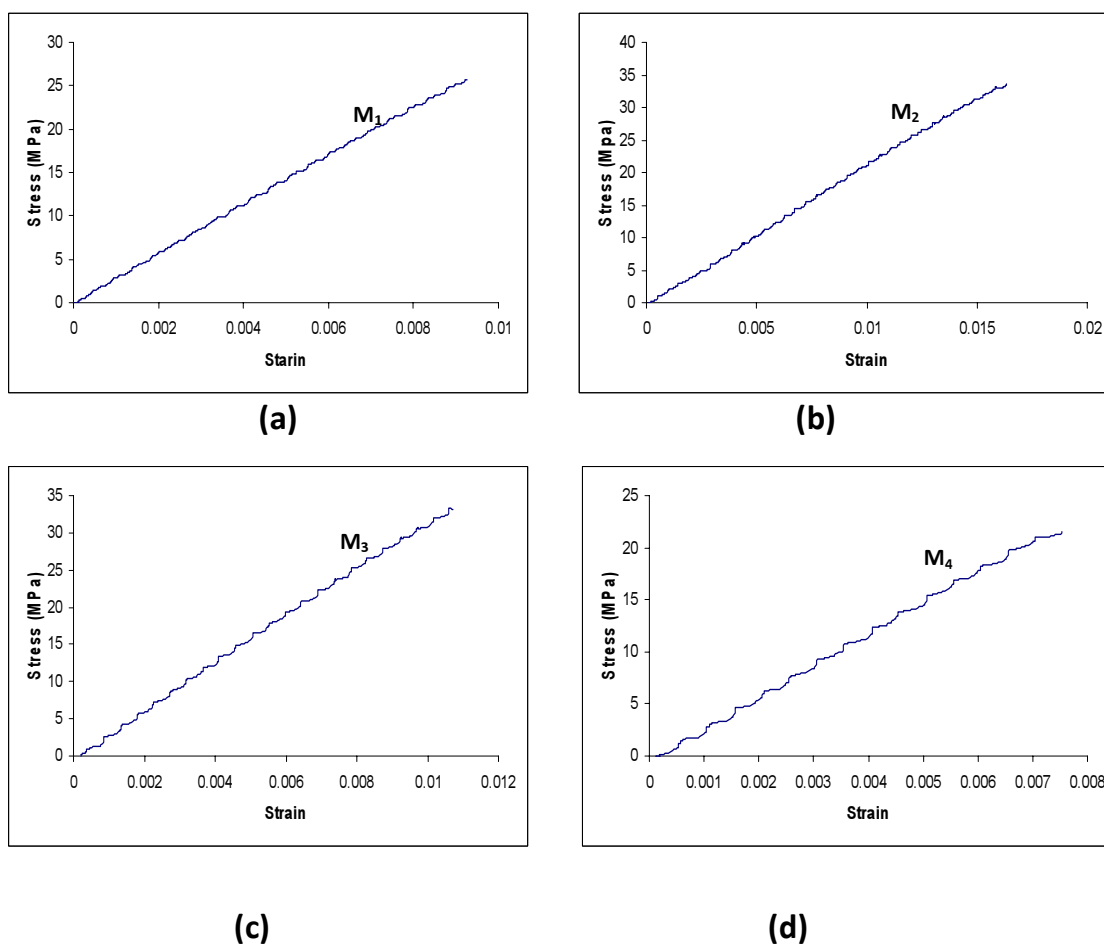 30
25
20
15
10
5
0
Stress (MPa)
M₁
0 0.002 0.004 0.006 0.008 0.01
Starin
(a)
40
35
30
25
20
15
10
5
0
Stress (Mpa)
M₂
0 0.005 0.01 0.015 0.02
Strain
(b)
35
30
25
20
15
10
5
0
Stress (MPa)
M₃
0 0.002 0.004 0.006 0.008 0.01 0.012
Strain
(c)
25
20
15
10
5
0
Stress (MPa)
M₄
0 0.001 0.002 0.003 0.004 0.005 0.006 0.007 0.008
Strain
(d)